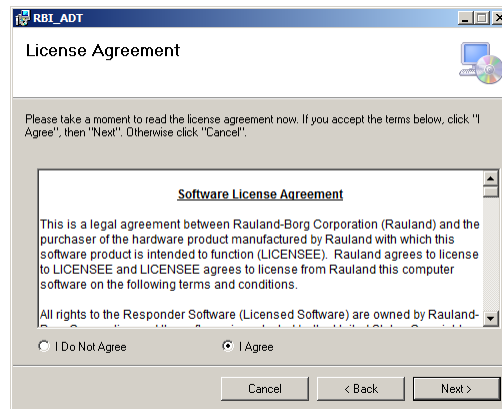 RBI_ADT
License Agreement
Please take a moment to read the license agreement now. If you accept the terms below, click "I
Agree", then "Next". Otherwise click "Cancel".
Software License Agreement
This is a legal agreement between Rauland-Borg Corporation (Rauland) and the
purchaser of the hardware product manufactured by Rauland with which this
software product is intended to function (LICENSEE). Rauland agrees to license
to LICENSEE and LICENSEE agrees to license from Rauland this computer
software on the following terms and conditions.
All rights to the Responder Software (Licensed Software) are owned by Rauland-
I Do Not Agree
I Agree
Cancel
< Back
Next >